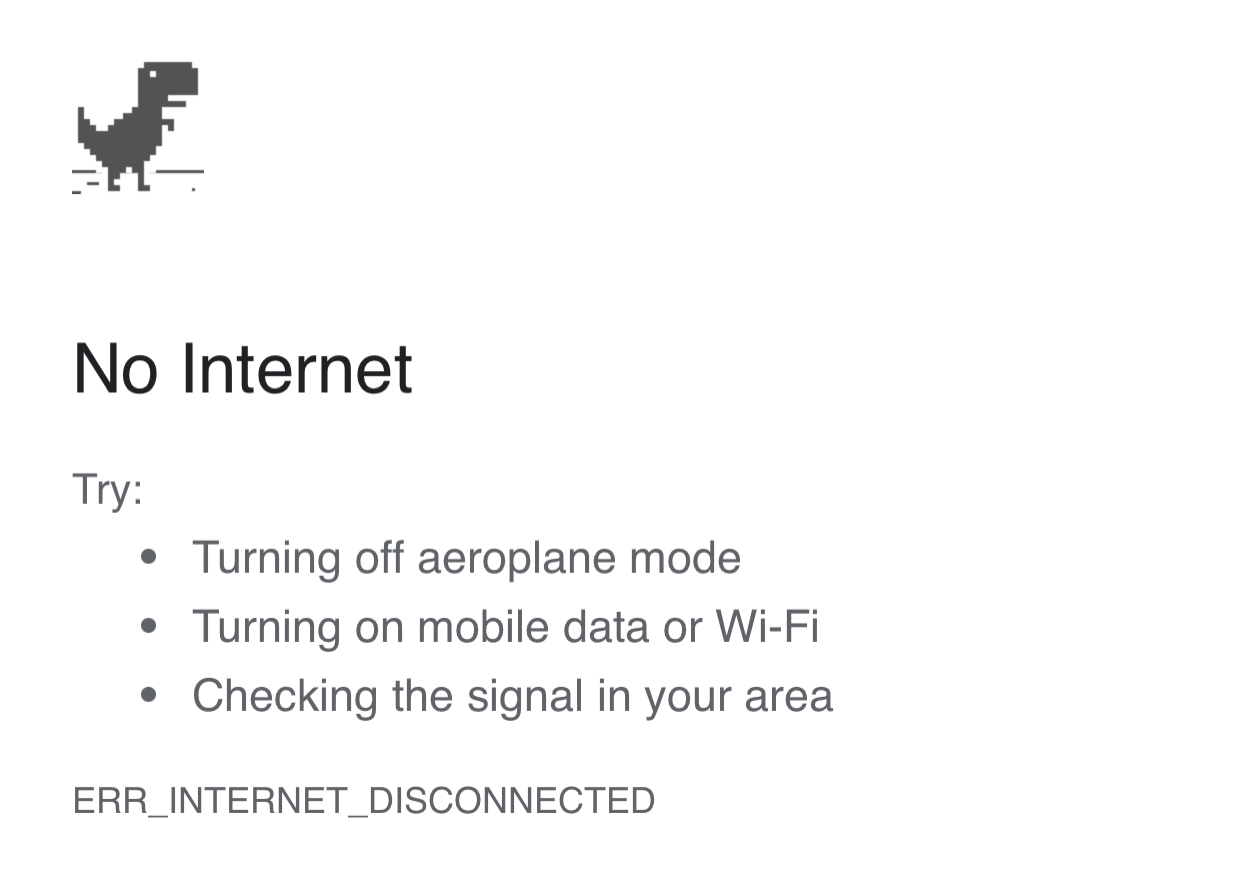 No Internet
Try:
• Turning off aeroplane mode
• Turning on mobile data or Wi-Fi
• Checking the signal in your area
ERR_INTERNET_DISCONNECTED